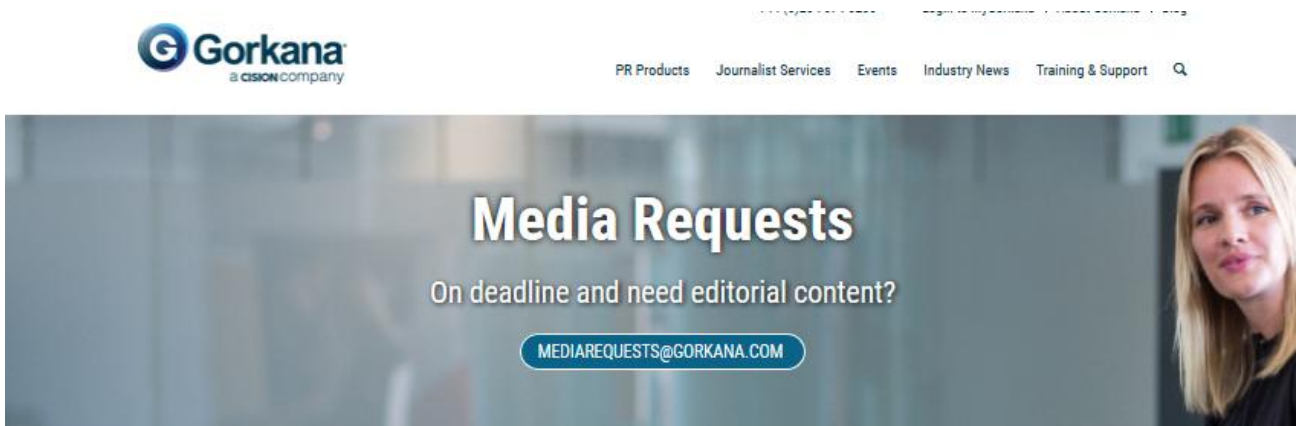 Gorkana
a CISION company
PR Products Journalist Services Events Industry News Training & Support
Media Requests
On deadline and need editorial content?
MEDIAREQUESTS@GORKANA.COM